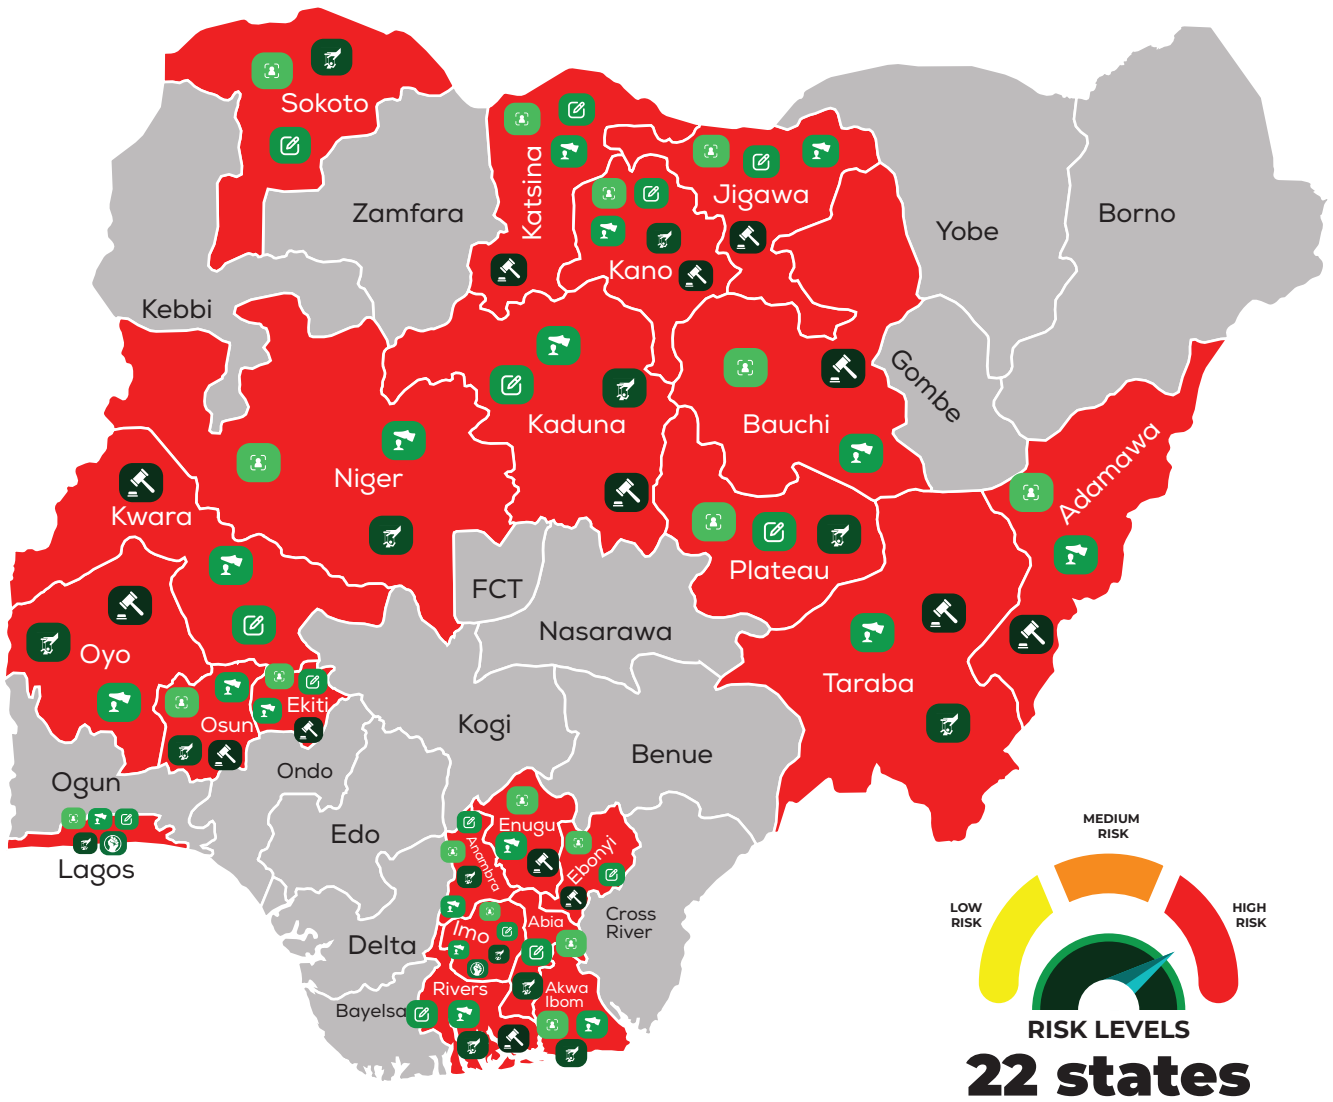 Sokoto
Katsina
Jigawa
Zamfara
Kano
Yobe
Borno
Kebbi
Gombe
Kaduna
Bauchi
Adamawa
Niger
Kwara
Plateau
FCT
Nasarawa
Oyo
Taraba
Ekiti
Osun
Kogi
Benue
Ondo
Ogun
Edo
Enugu
Anambra
Ebonyi
Lagos
Cross
River
Abia
Imo
Delta
Rivers
Akwa
Ibom
Bayelsa
MEDIUM
RISK
LOW
RISK
HIGH
RISK
RISK LEVELS
22 states